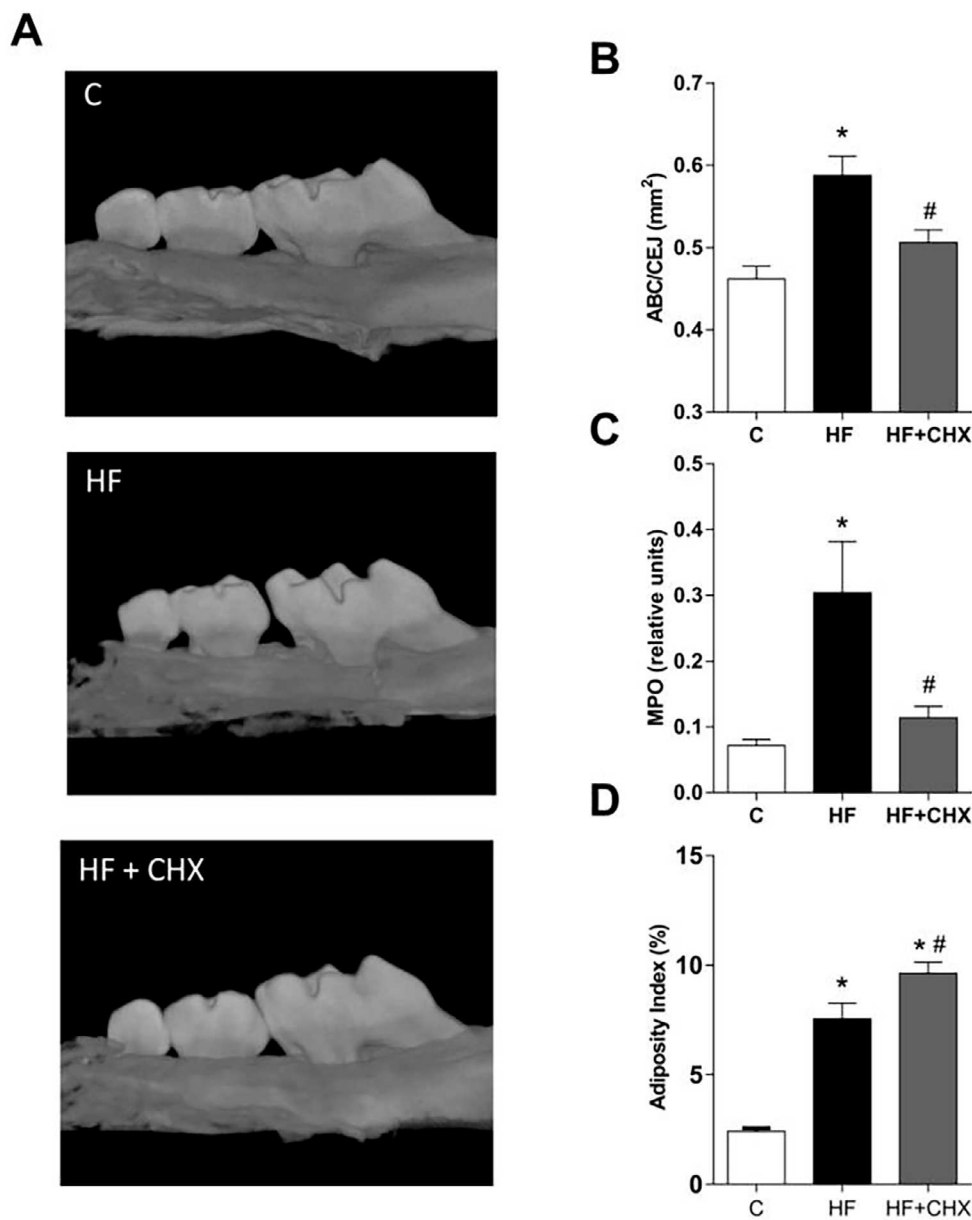 A
C
HF
HF + CHX
B
ABC/CEJ (mm²)
0.7
0.6
0.5
0.4
0.3
*
#
C
HF
HF+CHX
C
MPO (relative units)
0.5
0.4
0.3
0.2
0.1
0.0
*
#
C
HF
HF+CHX
D
Adiposity Index (%)
15
10
5
0
*
* #
C
HF
HF+CHX